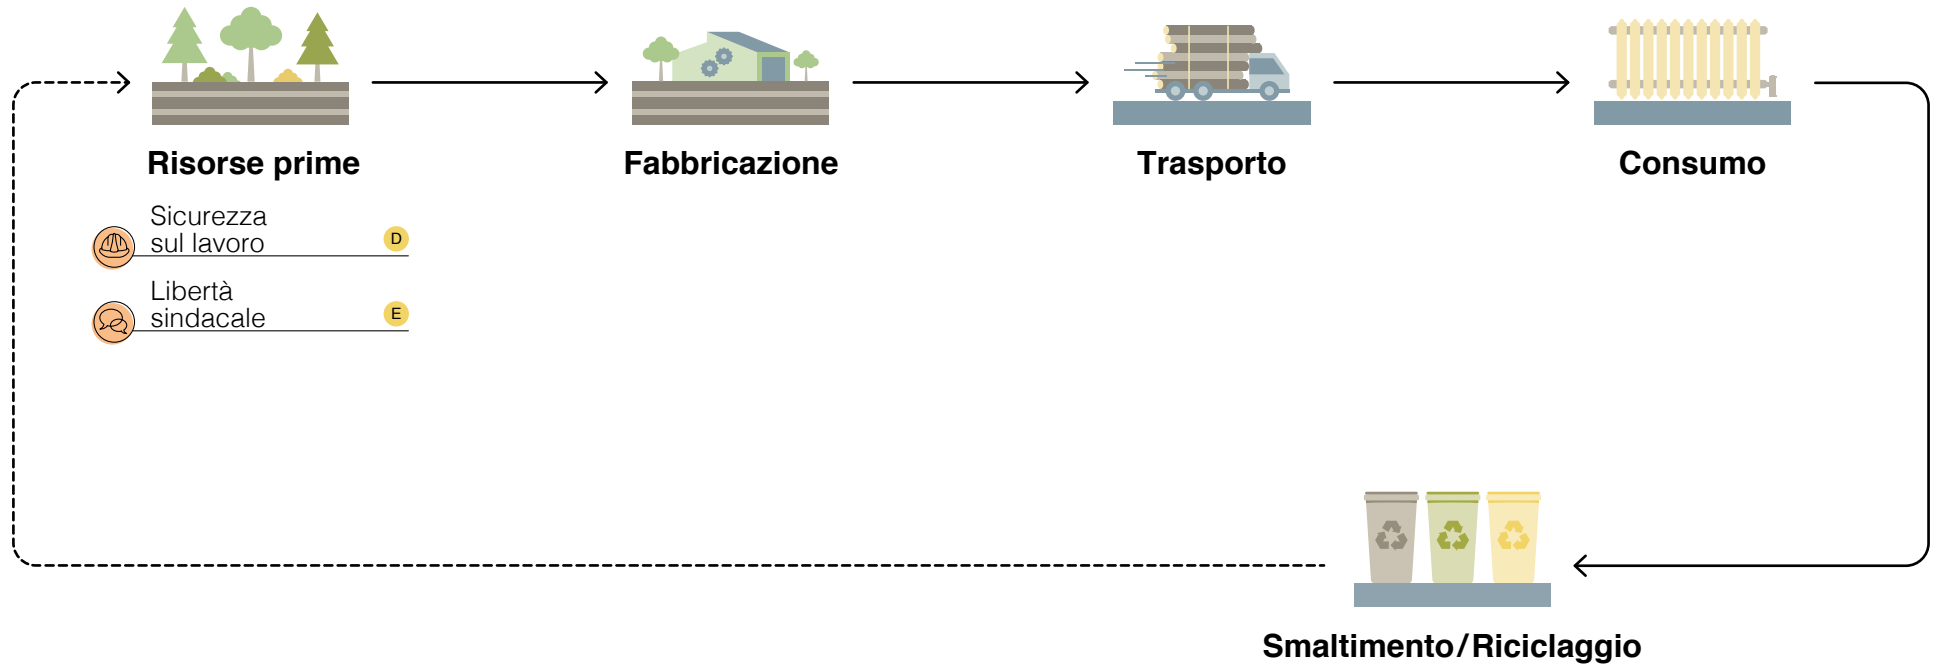 Risorse prime
Fabbricazione
Trasporto
Consumo
Sicurezza
sul lavoro
D
Libertà
sindacale
E
Smaltimento/Riciclaggio